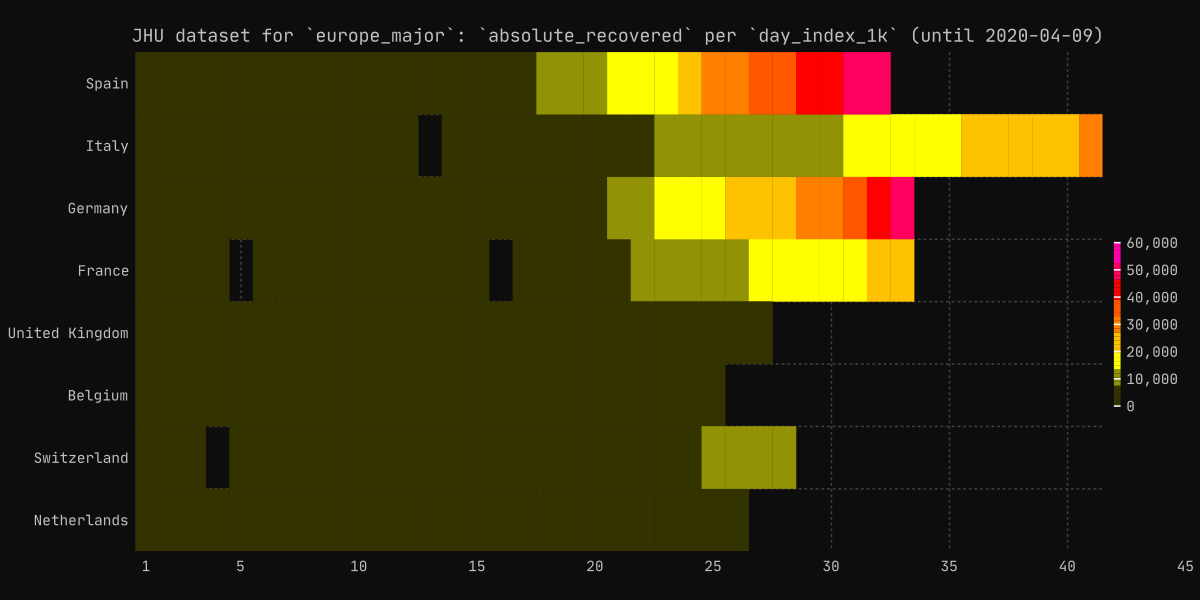 JHU dataset for `europe_major`: `absolute_recovered` per `day_index_1k` (until 2020-04-09)
Spain
Italy
Germany
France
United Kingdom
Belgium
Switzerland
Netherlands
60,000
50,000
40,000
30,000
20,000
10,000
0
1 5 10 15 20 25 30 35 40 45